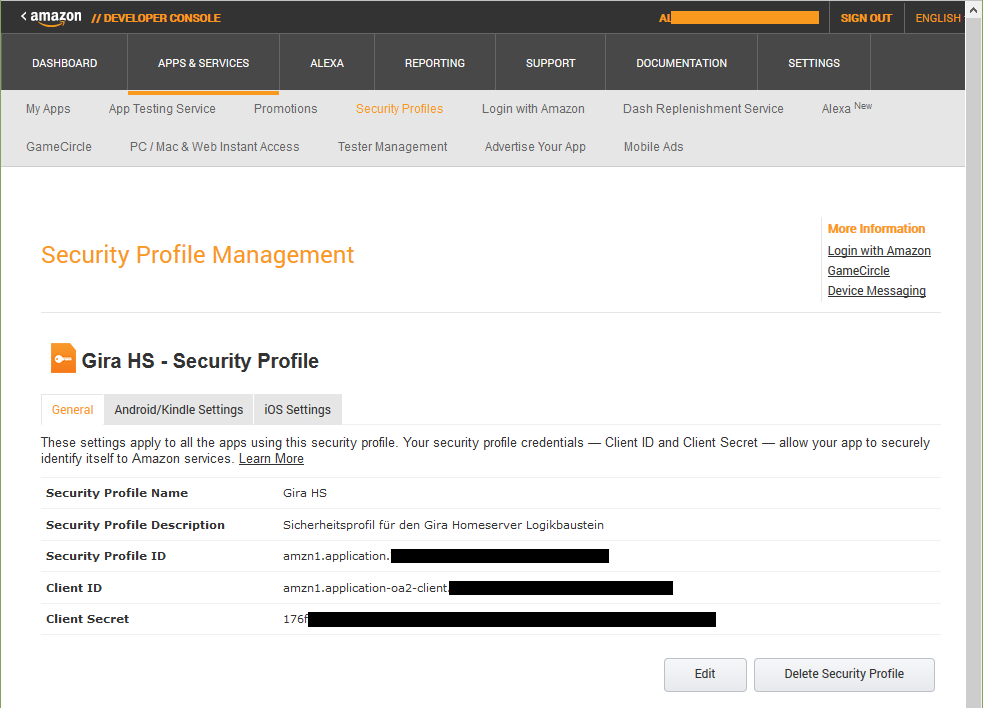 amazon // DEVELOPER CONSOLE AL SIGN OUT ENGLISH
DASHBOARD APPS & SERVICES ALEXA REPORTING SUPPORT DOCUMENTATION SETTINGS
My Apps App Testing Service Promotions Security Profiles Login with Amazon Dash Replenishment Service Alexa New
GameCircle PC / Mac & Web Instant Access Tester Management Advertise Your App Mobile Ads
Security Profile Management
More Information
Login with Amazon
GameCircle
Device Messaging
Gira HS - Security Profile
General Android/Kindle Settings iOS Settings
These settings apply to all the apps using this security profile. Your security profile credentials — Client ID and Client Secret — allow your app to securely
identify itself to Amazon services. Learn More
Security Profile Name Gira HS
Security Profile Description Sicherheitsprofil für den Gira Homeserver Logikbaustein
Security Profile ID amzn1.application.
Client ID amzn1.application-oa2-client.
Client Secret 176f
Edit Delete Security Profile